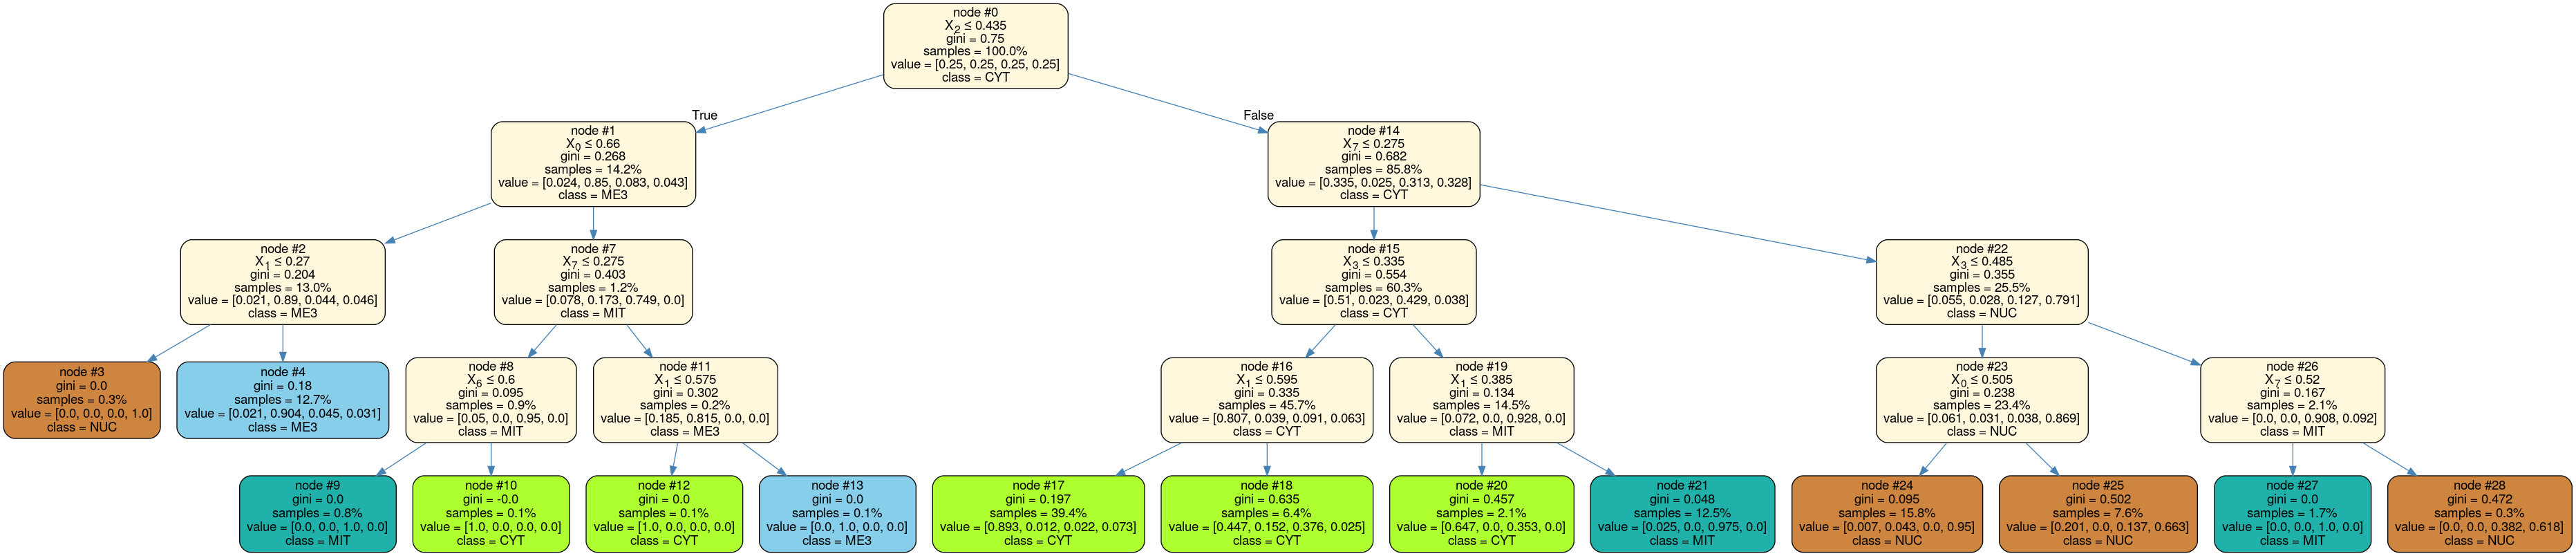 node #0
X2 ≤ 0.435
gini = 0.75
samples = 100.0%
value = [0.25, 0.25, 0.25, 0.25]
class = CYT
True
False
node #1
X0 ≤ 0.66
gini = 0.268
samples = 14.2%
value = [0.024, 0.85, 0.083, 0.043]
class = ME3
node #14
X7 ≤ 0.275
gini = 0.682
samples = 85.8%
value = [0.335, 0.025, 0.313, 0.328]
class = CYT
node #2
X1 ≤ 0.27
gini = 0.204
samples = 13.0%
value = [0.021, 0.89, 0.044, 0.046]
class = ME3
node #7
X7 ≤ 0.275
gini = 0.403
samples = 1.2%
value = [0.078, 0.173, 0.749, 0.0]
class = MIT
node #15
X3 ≤ 0.335
gini = 0.554
samples = 60.3%
value = [0.51, 0.023, 0.429, 0.038]
class = CYT
node #22
X3 ≤ 0.485
gini = 0.355
samples = 25.5%
value = [0.055, 0.028, 0.127, 0.791]
class = NUC
node #3
gini = 0.0
samples = 0.3%
value = [0.0, 0.0, 0.0, 1.0]
class = NUC
node #4
gini = 0.18
samples = 12.7%
value = [0.021, 0.904, 0.045, 0.031]
class = ME3
node #8
X6 ≤ 0.6
gini = 0.095
samples = 0.9%
value = [0.05, 0.0, 0.95, 0.0]
class = MIT
node #11
X1 ≤ 0.575
gini = 0.302
samples = 0.2%
value = [0.185, 0.815, 0.0, 0.0]
class = ME3
node #16
X1 ≤ 0.595
gini = 0.335
samples = 45.7%
value = [0.807, 0.039, 0.091, 0.063]
class = CYT
node #19
X1 ≤ 0.385
gini = 0.134
samples = 14.5%
value = [0.072, 0.0, 0.928, 0.0]
class = MIT
node #23
X0 ≤ 0.505
gini = 0.238
samples = 23.4%
value = [0.061, 0.031, 0.038, 0.869]
class = NUC
node #26
X7 ≤ 0.52
gini = 0.167
samples = 2.1%
value = [0.0, 0.0, 0.908, 0.092]
class = MIT
node #9
gini = 0.0
samples = 0.8%
value = [0.0, 0.0, 1.0, 0.0]
class = MIT
node #10
gini = -0.0
samples = 0.1%
value = [1.0, 0.0, 0.0, 0.0]
class = CYT
node #12
gini = 0.0
samples = 0.1%
value = [1.0, 0.0, 0.0, 0.0]
class = CYT
node #13
gini = 0.0
samples = 0.1%
value = [0.0, 1.0, 0.0, 0.0]
class = ME3
node #17
gini = 0.197
samples = 39.4%
value = [0.893, 0.012, 0.022, 0.073]
class = CYT
node #18
gini = 0.635
samples = 6.4%
value = [0.447, 0.152, 0.376, 0.025]
class = CYT
node #20
gini = 0.457
samples = 2.1%
value = [0.647, 0.0, 0.353, 0.0]
class = CYT
node #21
gini = 0.048
samples = 12.5%
value = [0.025, 0.0, 0.975, 0.0]
class = MIT
node #24
gini = 0.095
samples = 15.8%
value = [0.007, 0.043, 0.0, 0.95]
class = NUC
node #25
gini = 0.502
samples = 7.6%
value = [0.201, 0.0, 0.137, 0.663]
class = NUC
node #27
gini = 0.0
samples = 1.7%
value = [0.0, 0.0, 1.0, 0.0]
class = MIT
node #28
gini = 0.472
samples = 0.3%
value = [0.0, 0.0, 0.382, 0.618]
class = NUC